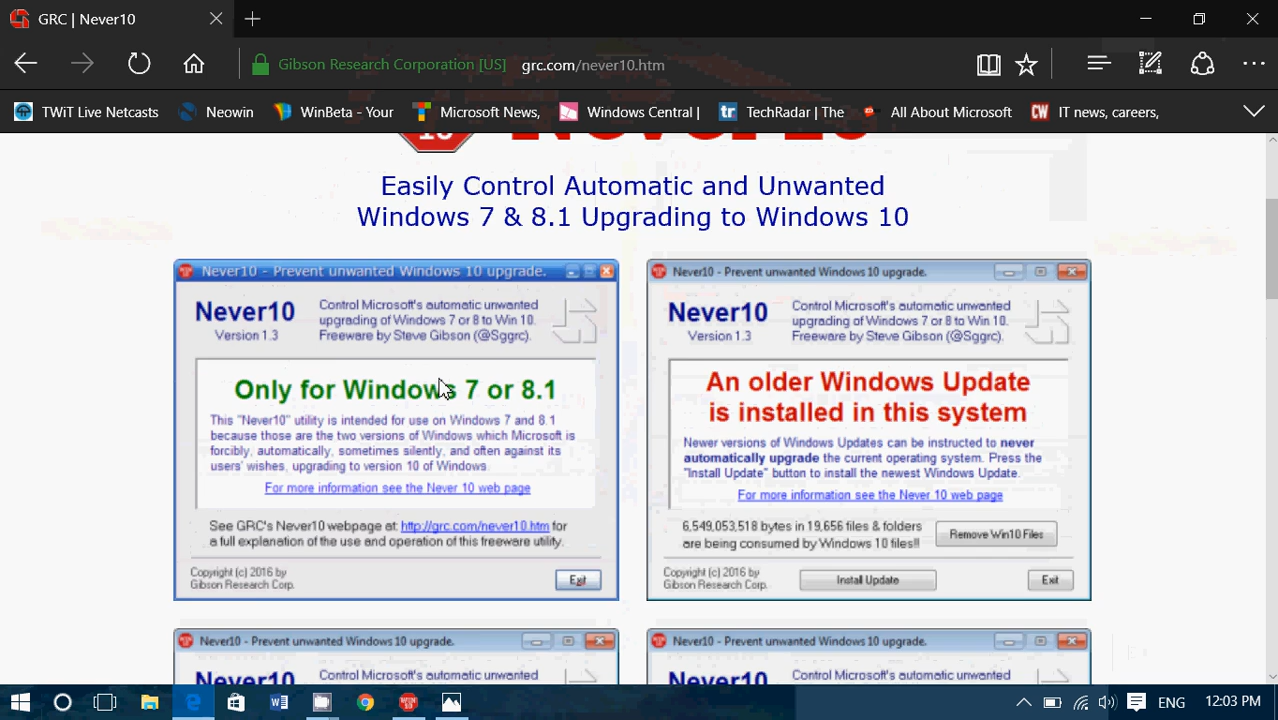 GRC | Never10
Gibson Research Corporation [US] grc.com/never10.htm
TWiT Live Netcasts Neowin WinBeta - Your Microsoft News, Windows Central | TechRadar | The All About Microsoft CW IT news, careers,
Easily Control Automatic and Unwanted
Windows 7 & 8.1 Upgrading to Windows 10
Never10 - Prevent unwanted Windows 10 upgrade.
Never10
Version 1.3
Control Microsoft's automatic unwanted
upgrading of Windows 7 or 8 to Win 10.
Freeware by Steve Gibson (@Sggrc).
Only for Windows 7 or 8.1
This "Never10" utility is intended for use on Windows 7 and 8.1
because those are the two versions of Windows which Microsoft is
forcibly, automatically, sometimes silently, and often against its
users' wishes, upgrading to version 10 of Windows.
For more information see the Never 10 web page
See GRC's Never10 webpage at: http://grc.com/never10.htm for
a full explanation of the use and operation of this freeware utility.
Copyright (c) 2016 by
Gibson Research Corp.
Exit
Never10 - Prevent unwanted Windows 10 upgrade.
Never10
Version 1.3
Control Microsoft's automatic unwanted
upgrading of Windows 7 or 8 to Win 10.
Freeware by Steve Gibson (@Sggrc).
An older Windows Update
is installed in this system
Newer versions of Windows Updates can be instructed to never
automatically upgrade the current operating system. Press the
"Install Update" button to install the newest Windows Update.
For more information see the Never 10 web page
6,549,053,518 bytes in 19,656 files & folders
are being consumed by Windows 10 files!!
Remove Win10 Files
Copyright (c) 2016 by
Gibson Research Corp.
Install Update
Exit
Never10 - Prevent unwanted Windows 10 upgrade.
Never10
Control Microsoft's automatic unwanted
Never10 - Prevent unwanted Windows 10 upgrade.
Never10
Control Microsoft's automatic unwanted
ENG 12:03 PM